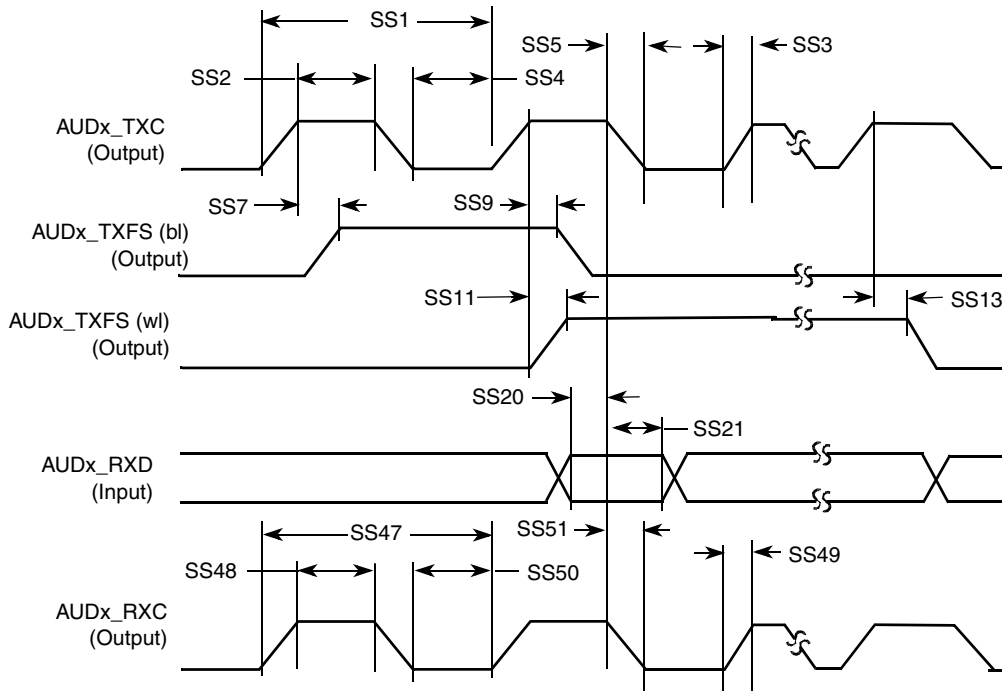 SS1
SS5
SS3
SS2
SS4
AUDx_TXC
(Output)
SS7
SS9
AUDx_TXFS (bl)
(Output)
SS11
SS13
AUDx_TXFS (wl)
(Output)
SS20
SS21
AUDx_RXD
(Input)
SS47
SS51
SS49
SS48
SS50
AUDx_RXC
(Output)